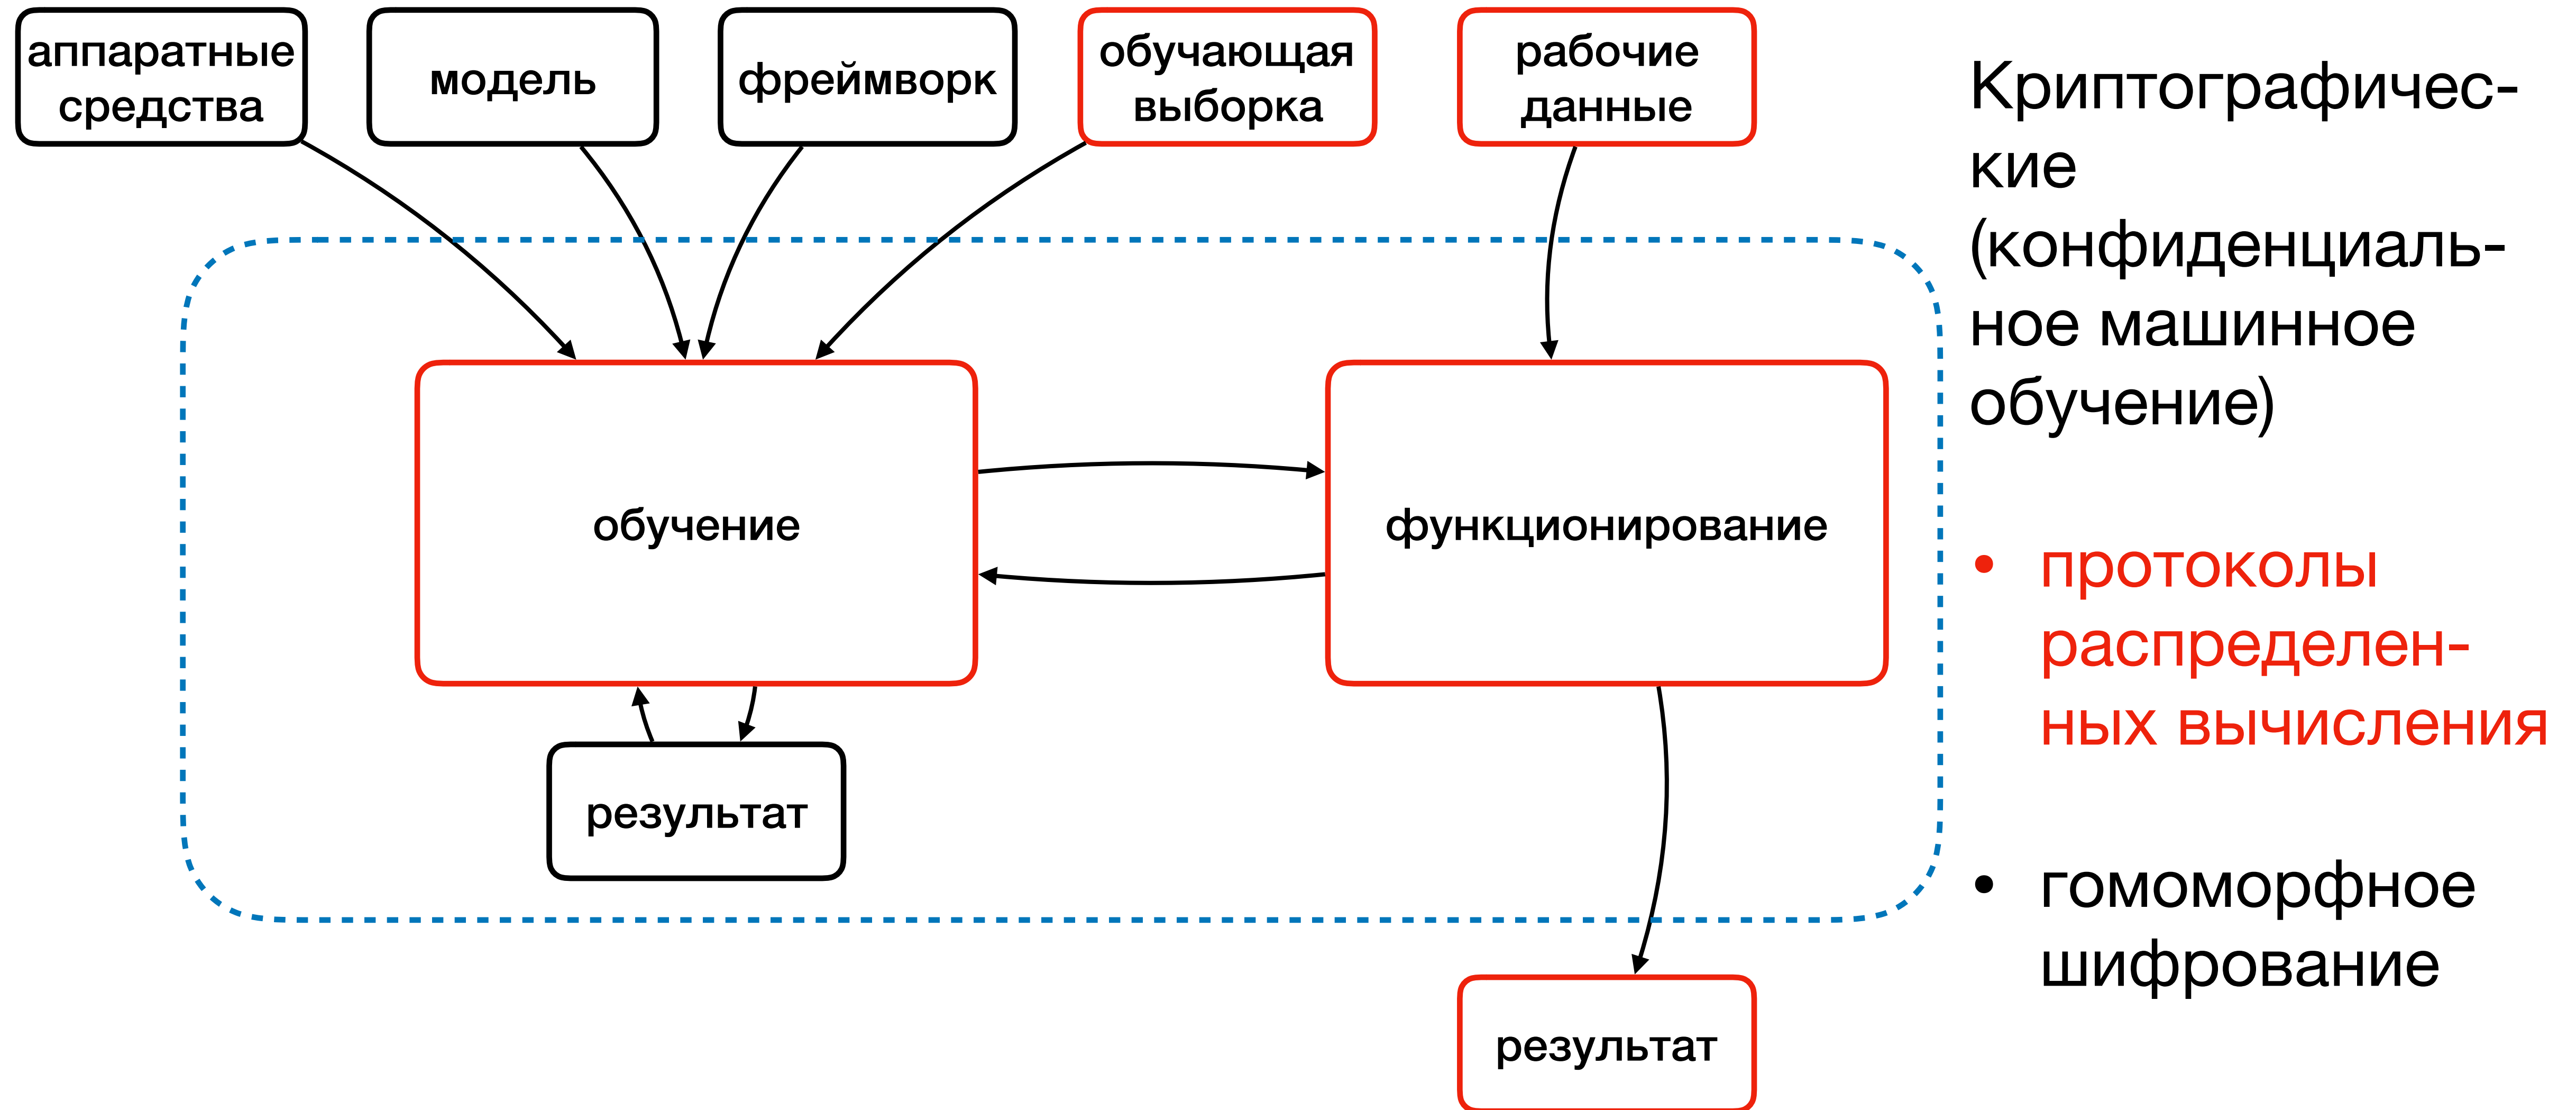 аппаратные
средства
модель
фреймворк
обучающая
выборка
рабочие
данные
обучение
функционирование
результат
результат
Криптографичес-
кие
(конфиденциаль-
ное машинное
обучение)
• протоколы
распределен-
ных вычисления
• гомоморфное
шифрование